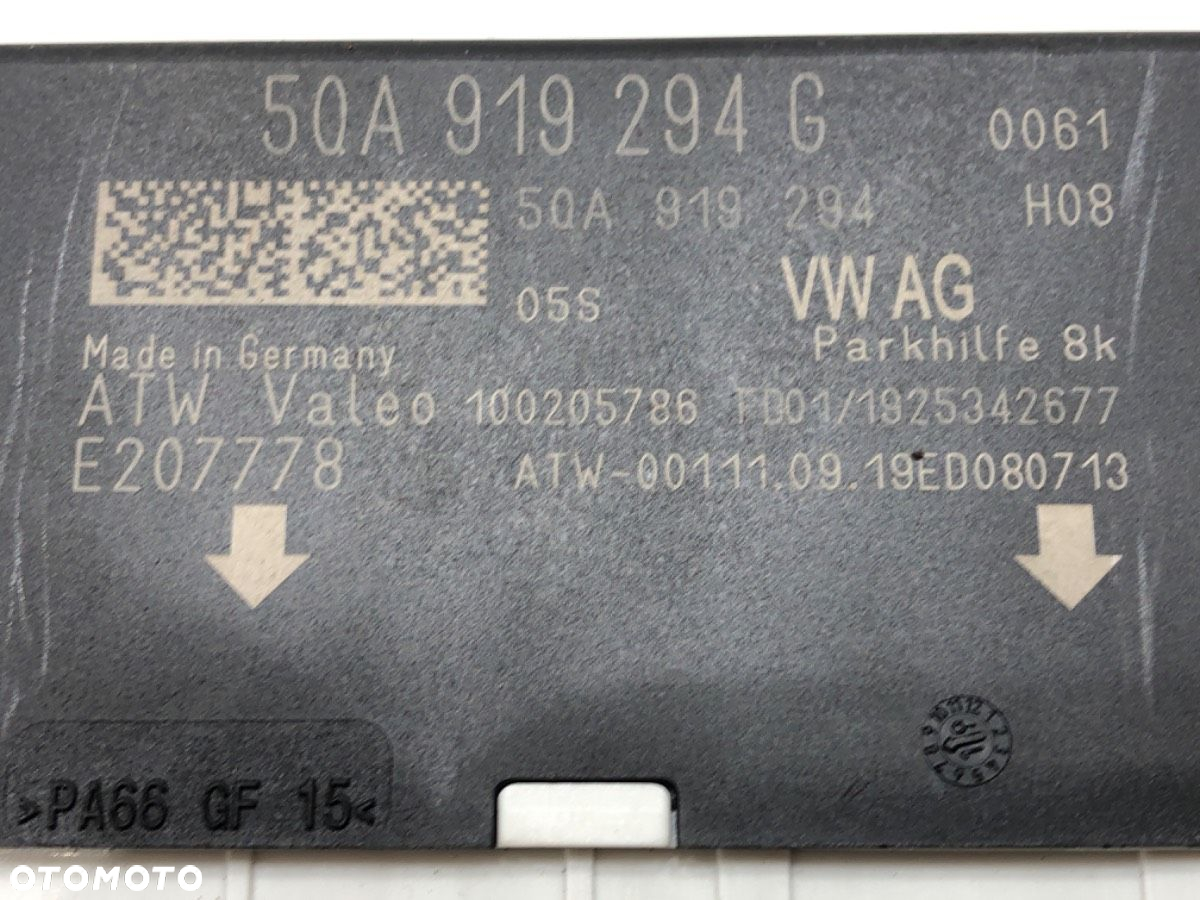 5QA 919 294 G 0061
5QA 919 294 H08
05S VW AG
Parkhilfe 8k
Made in Germany
ATW Valeo 100205786 TD01/1925342677
E207778 ATW-00111.09.19ED080713
>PA66 GF 15<
OTOMOTO